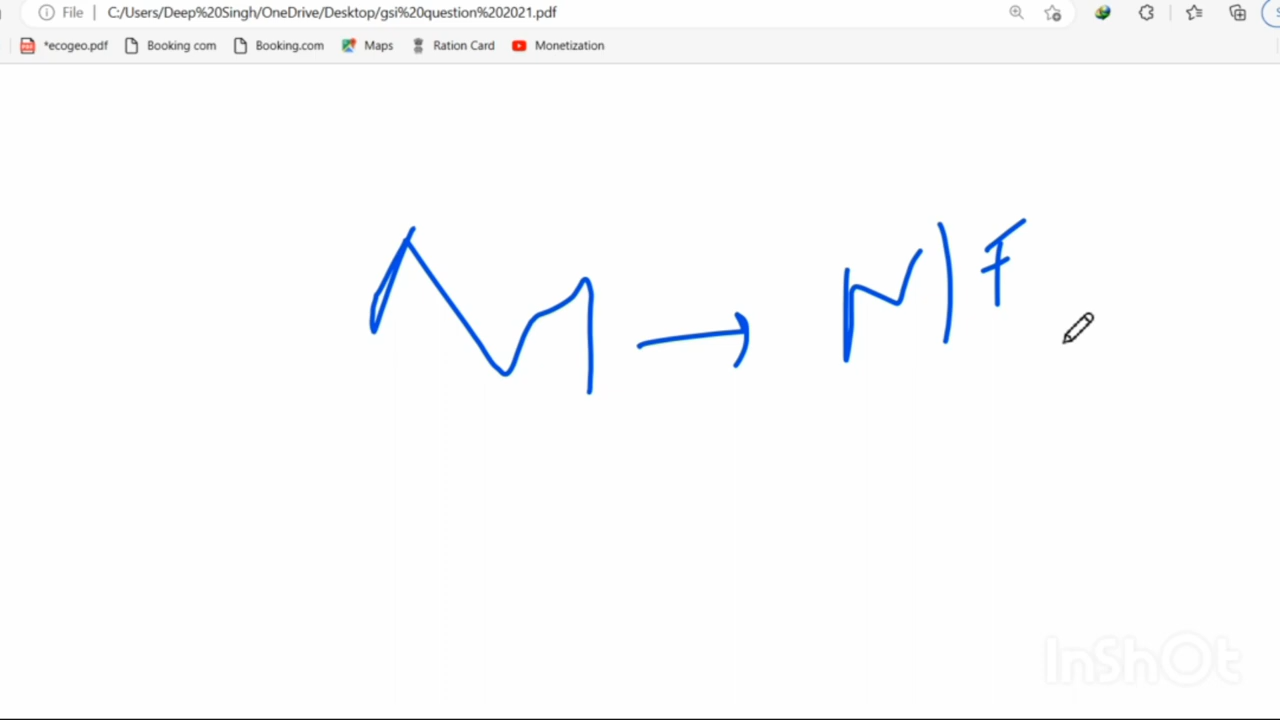 File | C:/Users/Deep%20Singh/OneDrive/Desktop/gsi%20question%202021.pdf
*ecogeo.pdf Booking com Booking.com Maps Ration Card Monetization
M → M F
InShOt